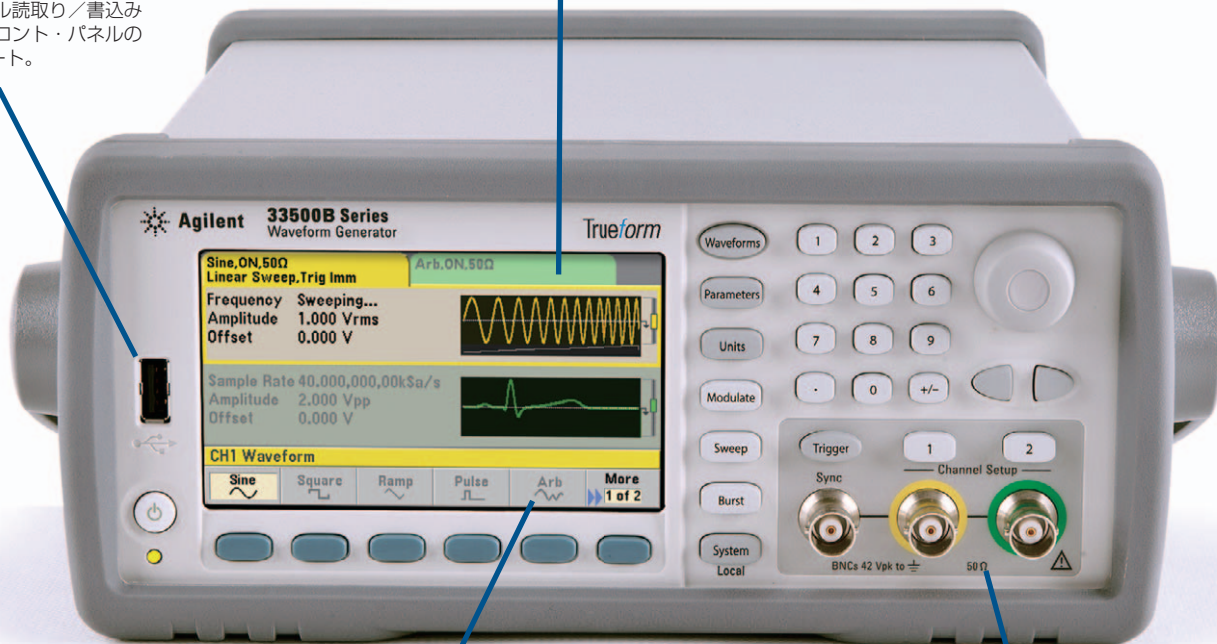 ル読取り／書込み
コント・パネルの
ート。
Agilent
33500B Series
Waveform Generator
Trueform
Sine,ON,50Ω
Linear Sweep,Trig Imm
Arb,ON,50Ω
Frequency Sweeping...
Amplitude 1.000 Vrms
Offset 0.000 V
Sample Rate 40.000,000,00kSa/s
Amplitude 2.000 Vpp
Offset 0.000 V
CH1 Waveform
Sine Square Ramp Pulse Arb More
1 of 2
Waveforms
Parameters
Units
Modulate
Sweep
Burst
System
Local
1 2 3
4 5 6
7 8 9
. 0 +/-
Trigger 1 2
Channel Setup
Sync
BNCs 42 Vpk to
50Ω